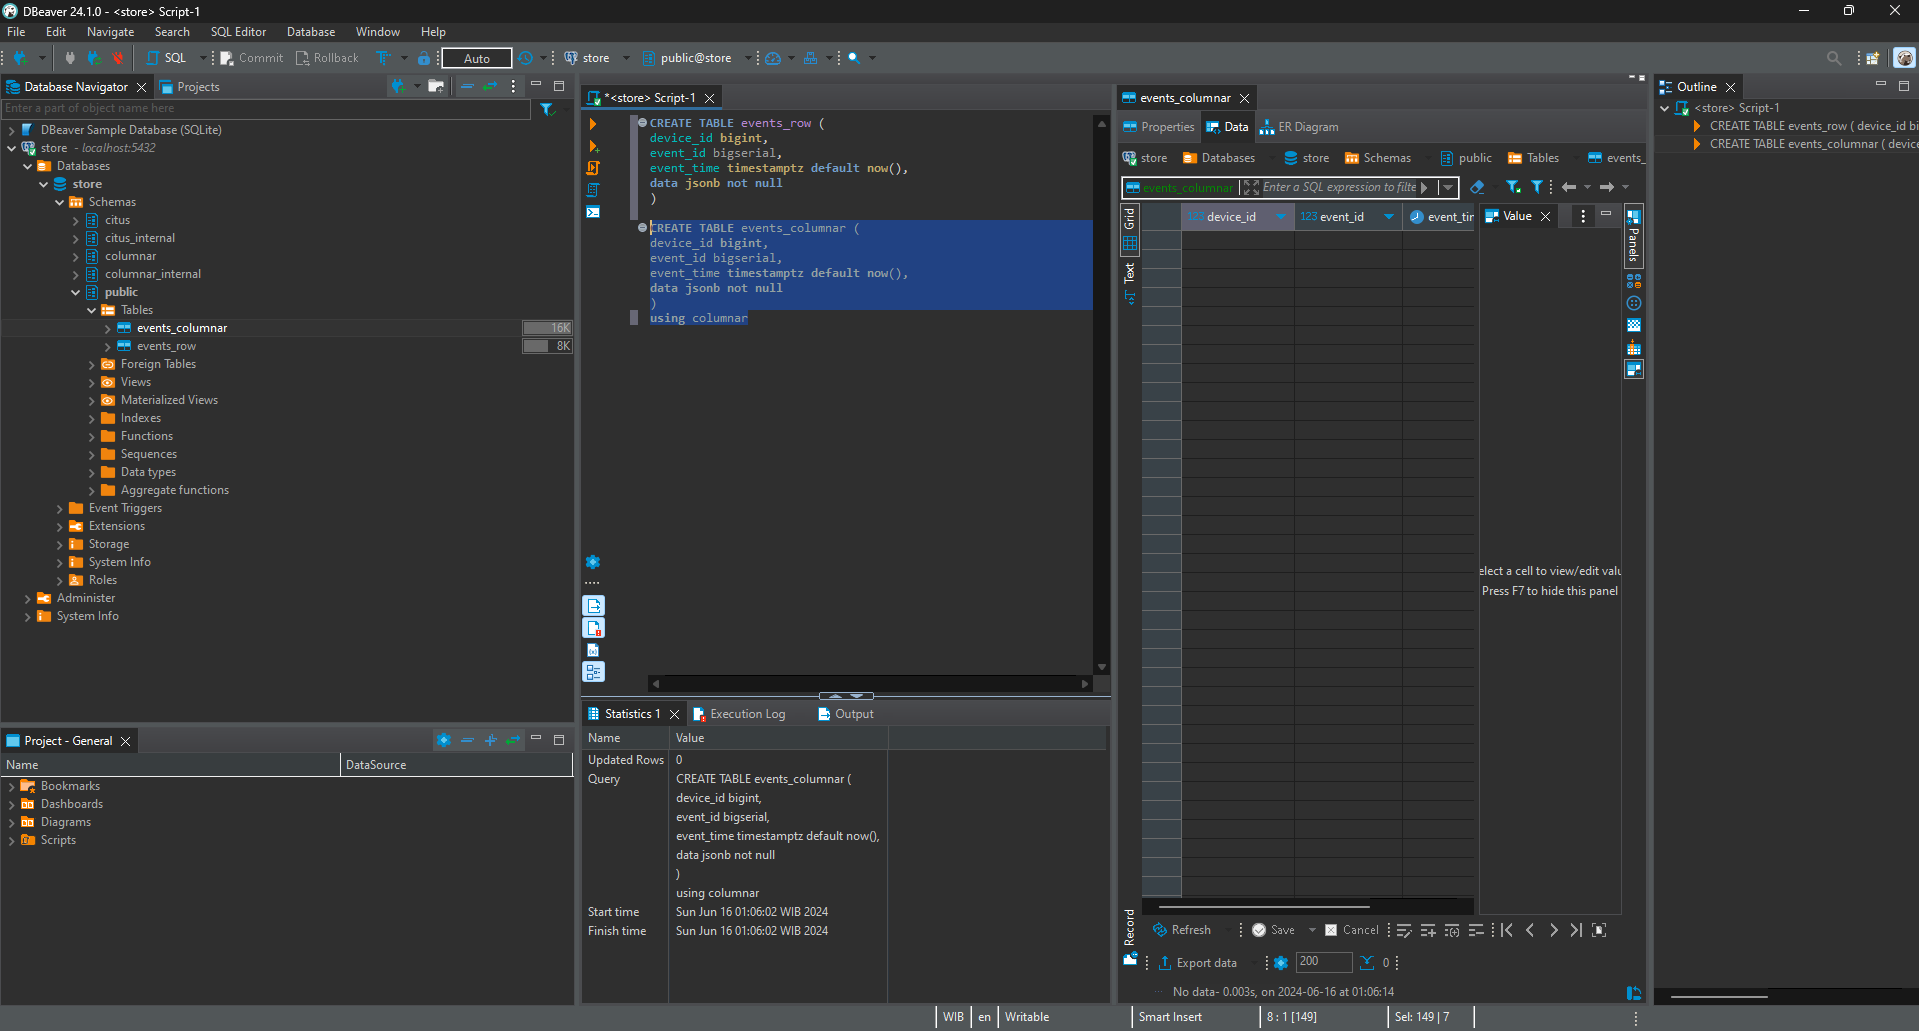 DBeaver 24.1.0 - <store> Script-1
File Edit Navigate Search SQL Editor Database Window Help
SQL Commit Rollback Auto store public@store
Database Navigator Projects
Enter a part of object name here
DBeaver Sample Database (SQLite)
store - localhost:5432
Databases
store
Schemas
citus
citus_internal
columnar
columnar_internal
public
Tables
events_columnar 16K
events_row 8K
Foreign Tables
Views
Materialized Views
Indexes
Functions
Sequences
Data types
Aggregate functions
Event Triggers
Extensions
Storage
System Info
Roles
Administer
System Info
Project - General
Name DataSource
Bookmarks
Dashboards
Diagrams
Scripts
*<store> Script-1
CREATE TABLE events_row (
device_id bigint,
event_id bigserial,
event_time timestamptz default now(),
data jsonb not null
)
CREATE TABLE events_columnar (
device_id bigint,
event_id bigserial,
event_time timestamptz default now(),
data jsonb not null
)
using columnar
Statistics 1 Execution Log Output
Name Value
Updated Rows 0
Query CREATE TABLE events_columnar (
device_id bigint,
event_id bigserial,
event_time timestamptz default now(),
data jsonb not null
)
using columnar
Start time Sun Jun 16 01:06:02 WIB 2024
Finish time Sun Jun 16 01:06:02 WIB 2024
events_columnar
Properties Data ER Diagram
store Databases store Schemas public Tables events_
events_columnar Enter a SQL expression to filte
Grid
Text
Record
123 device_id 123 event_id event_tir
Value
Panels
elect a cell to view/edit valu
Press F7 to hide this panel
Refresh Save Cancel
Export data 200 0
No data- 0.003s, on 2024-06-16 at 01:06:14
Outline
<store> Script-1
CREATE TABLE events_row ( device_id bi
CREATE TABLE events_columnar ( device
WIB en Writable Smart Insert 8 : 1 [149] Sel: 149 | 7